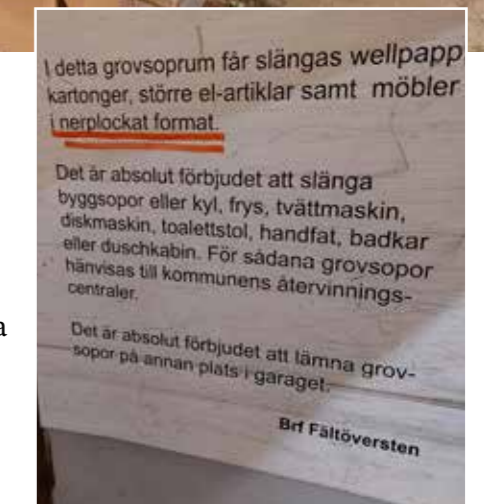 I detta grovsoprum får slängas wellpapp
kartonger, större el-artiklar samt möbler
i nerplockat format.
Det är absolut förbjudet att slänga
byggsopor eller kyl, frys, tvättmaskin,
diskmaskin, toalettstol, handfat, badkar
eller duschkabin. För sådana grovsopor
hänvisas till kommunens återvinnings-
centraler.
Det är absolut förbjudet att lämna grov-
sopor på annan plats i garaget.
Brf Fältöversten
a